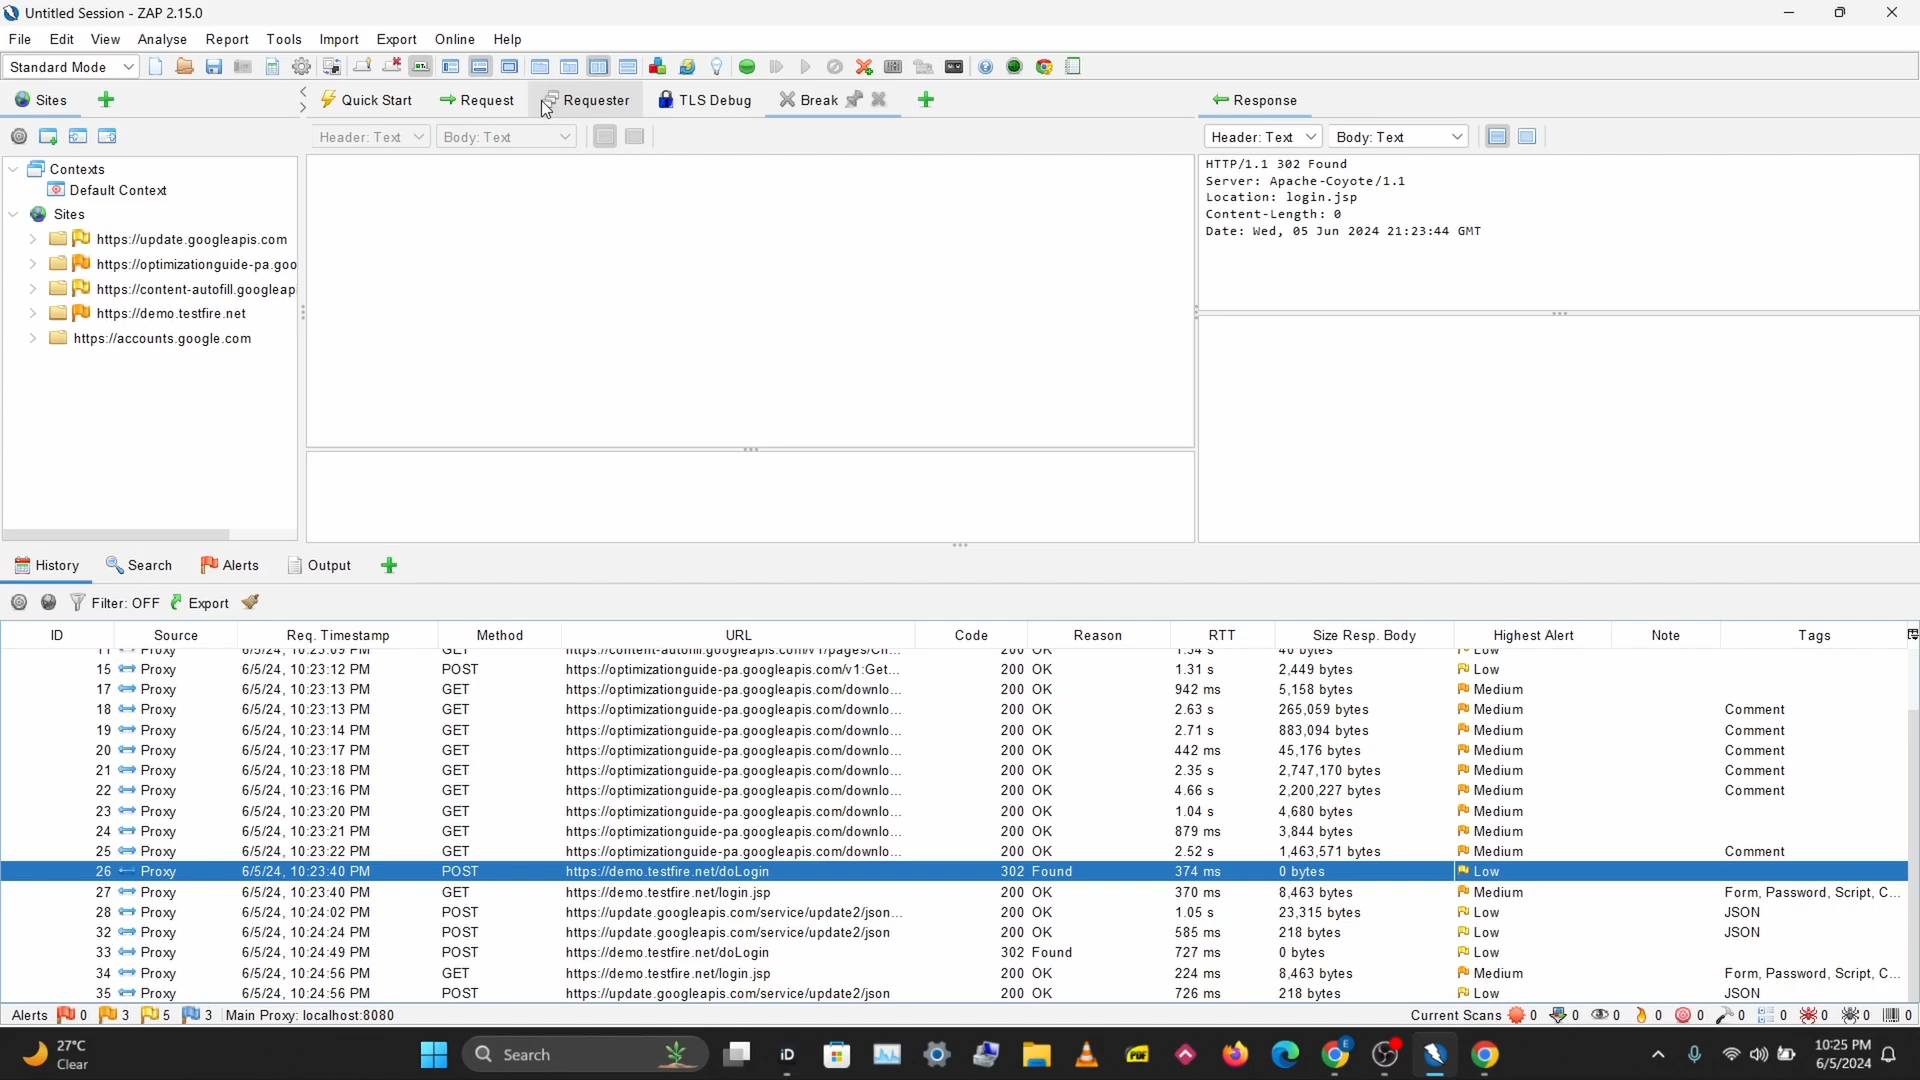 Untitled Session - ZAP 2.15.0
File Edit View Analyse Report Tools Import Export Online Help
Standard Mode
Sites Quick Start Request Requester TLS Debug Break Response
Header: Text Body: Text Header: Text Body: Text
Contexts
Default Context
Sites
https://update.googleapis.com
https://optimizationguide-pa.goo
https://content-autofill.googleap
https://demo.testfire.net
https://accounts.google.com
HTTP/1.1 302 Found
Server: Apache-Coyote/1.1
Location: login.jsp
Content-Length: 0
Date: Wed, 05 Jun 2024 21:23:44 GMT
History Search Alerts Output
Filter: OFF Export
ID Source Req. Timestamp Method URL Code Reason RTT Size Resp. Body Highest Alert Note Tags
11 Proxy 6/5/24, 10:23:09 PM GET 200 OK 1.34 s 40 bytes Low
15 Proxy 6/5/24, 10:23:12 PM POST https://optimizationguide-pa.googleapis.com/v1:Get... 200 OK 1.31 s 2,449 bytes Low
17 Proxy 6/5/24, 10:23:13 PM GET https://optimizationguide-pa.googleapis.com/downlo... 200 OK 942 ms 5,158 bytes Medium
18 Proxy 6/5/24, 10:23:13 PM GET https://optimizationguide-pa.googleapis.com/downlo... 200 OK 2.63 s 265,059 bytes Medium Comment
19 Proxy 6/5/24, 10:23:14 PM GET https://optimizationguide-pa.googleapis.com/downlo... 200 OK 2.71 s 883,094 bytes Medium Comment
20 Proxy 6/5/24, 10:23:17 PM GET https://optimizationguide-pa.googleapis.com/downlo... 200 OK 442 ms 45,176 bytes Medium Comment
21 Proxy 6/5/24, 10:23:18 PM GET https://optimizationguide-pa.googleapis.com/downlo... 200 OK 2.35 s 2,747,170 bytes Medium Comment
22 Proxy 6/5/24, 10:23:16 PM GET https://optimizationguide-pa.googleapis.com/downlo... 200 OK 4.66 s 2,200,227 bytes Medium Comment
23 Proxy 6/5/24, 10:23:20 PM GET https://optimizationguide-pa.googleapis.com/downlo... 200 OK 1.04 s 4,680 bytes Medium
24 Proxy 6/5/24, 10:23:21 PM GET https://optimizationguide-pa.googleapis.com/downlo... 200 OK 879 ms 3,844 bytes Medium
25 Proxy 6/5/24, 10:23:22 PM GET https://optimizationguide-pa.googleapis.com/downlo... 200 OK 2.52 s 1,463,571 bytes Medium Comment
26 Proxy 6/5/24, 10:23:40 PM POST https://demo.testfire.net/doLogin 302 Found 374 ms 0 bytes Low
27 Proxy 6/5/24, 10:23:40 PM GET https://demo.testfire.net/login.jsp 200 OK 370 ms 8,463 bytes Medium Form, Password, Script, C...
28 Proxy 6/5/24, 10:24:02 PM POST https://update.googleapis.com/service/update2/json... 200 OK 1.05 s 23,315 bytes Low JSON
32 Proxy 6/5/24, 10:24:24 PM POST https://update.googleapis.com/service/update2/json 200 OK 585 ms 218 bytes Low JSON
33 Proxy 6/5/24, 10:24:49 PM POST https://demo.testfire.net/doLogin 302 Found 727 ms 0 bytes Low
34 Proxy 6/5/24, 10:24:56 PM GET https://demo.testfire.net/login.jsp 200 OK 224 ms 8,463 bytes Medium Form, Password, Script, C...
35 Proxy 6/5/24, 10:24:56 PM POST https://update.googleapis.com/service/update2/json 200 OK 726 ms 218 bytes Low JSON
Alerts 0 3 5 3 Main Proxy: localhost:8080 Current Scans 0 0 0 0 0 0 0 0 0 0
27°C
Clear
Search
10:25 PM
6/5/2024